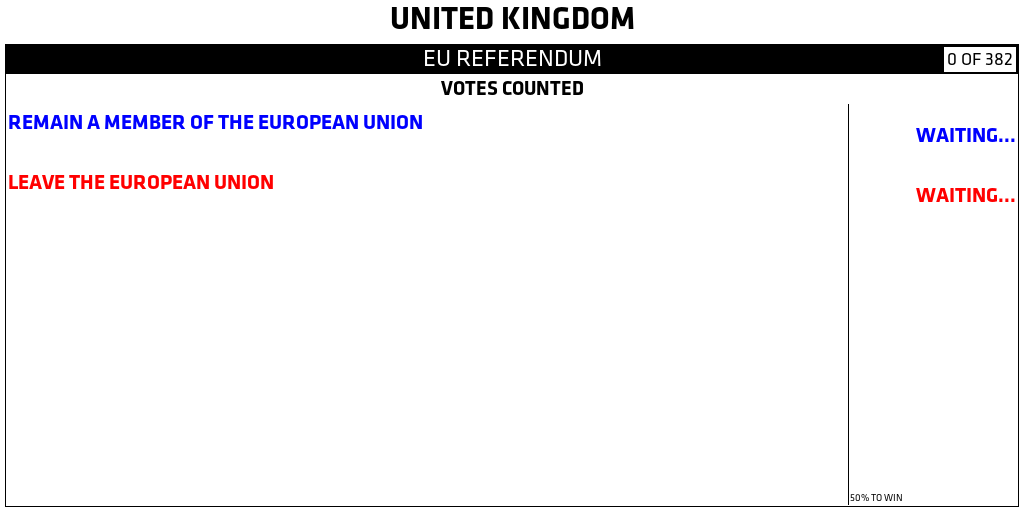 UNITED KINGDOM
EU REFERENDUM
0 OF 382
VOTES COUNTED
REMAIN A MEMBER OF THE EUROPEAN UNION
WAITING...
LEAVE THE EUROPEAN UNION
WAITING...
50% TO WIN